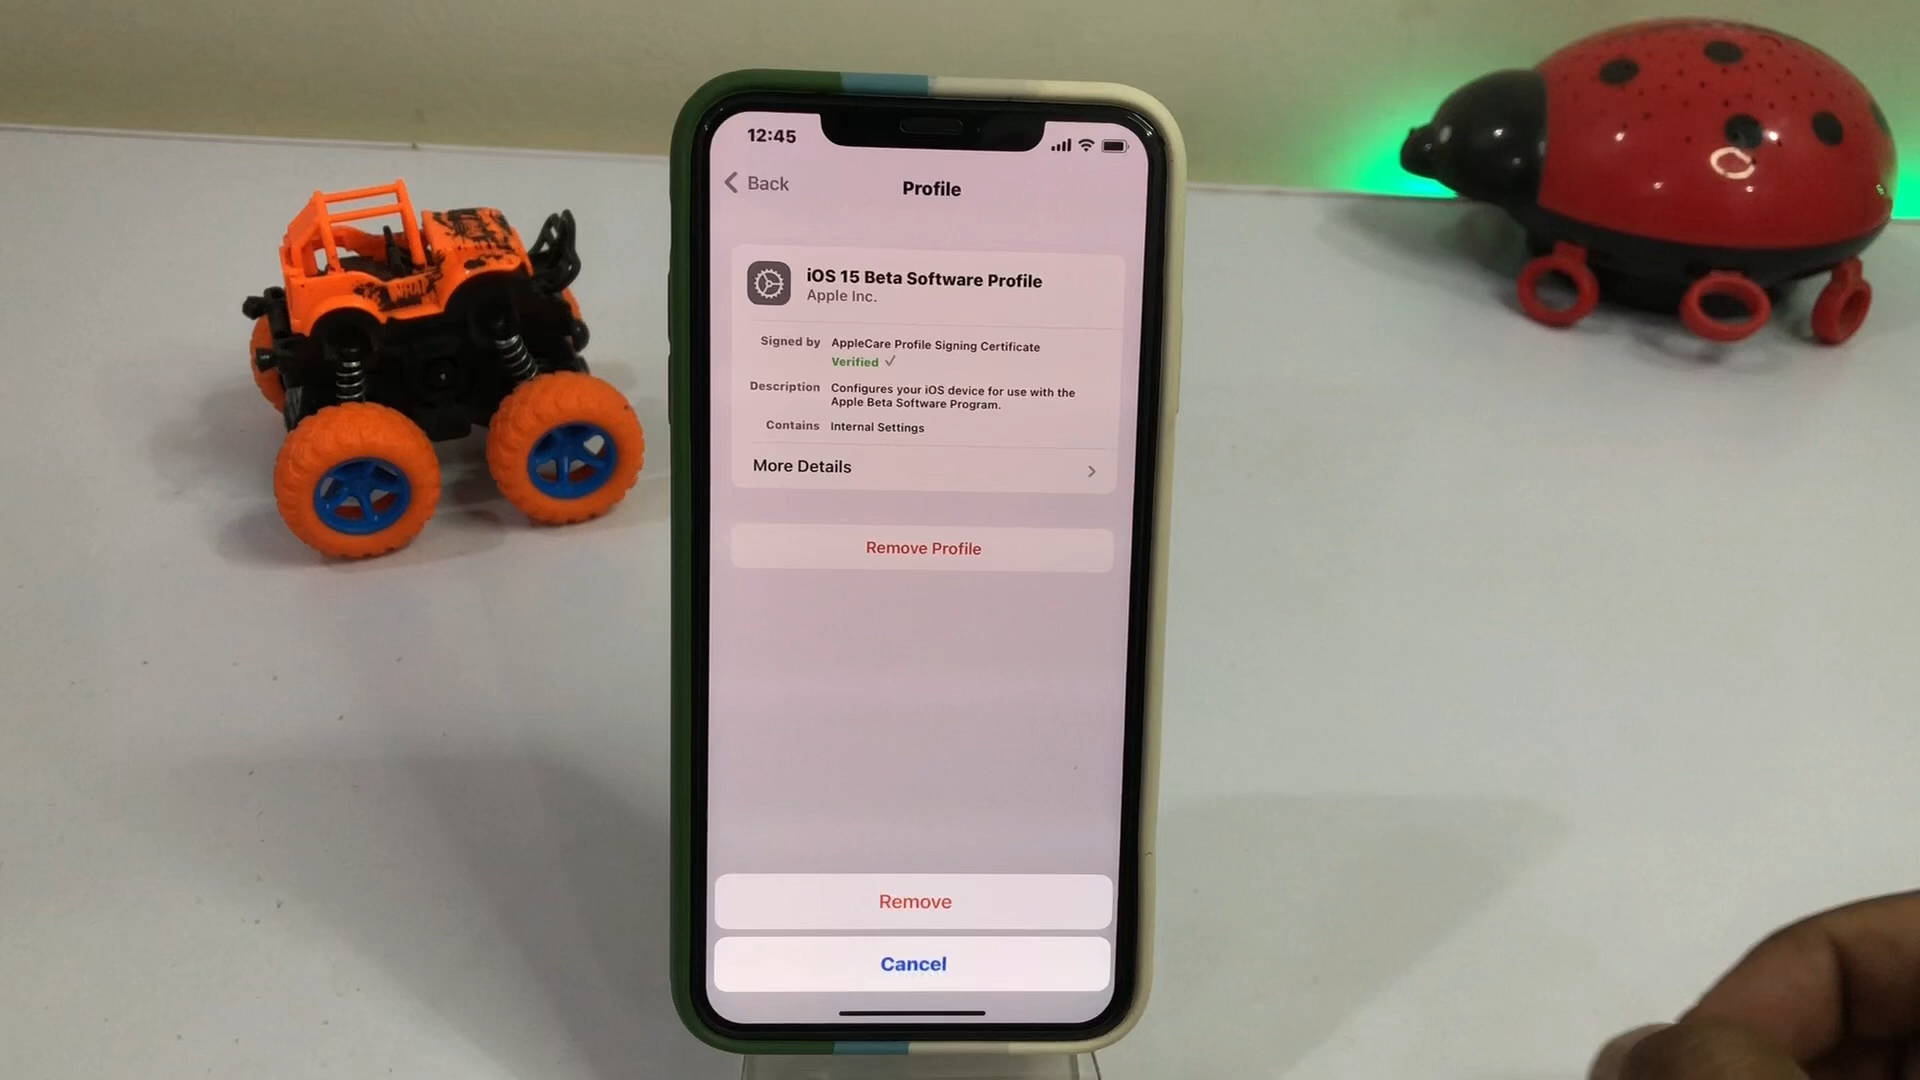 12:45
Back
Profile
iOS 15 Beta Software Profile
Apple Inc.
Signed by AppleCare Profile Signing Certificate
Verified ✓
Description Configures your iOS device for use with the
Apple Beta Software Program.
Contains Internal Settings
More Details
Remove Profile
Remove
Cancel